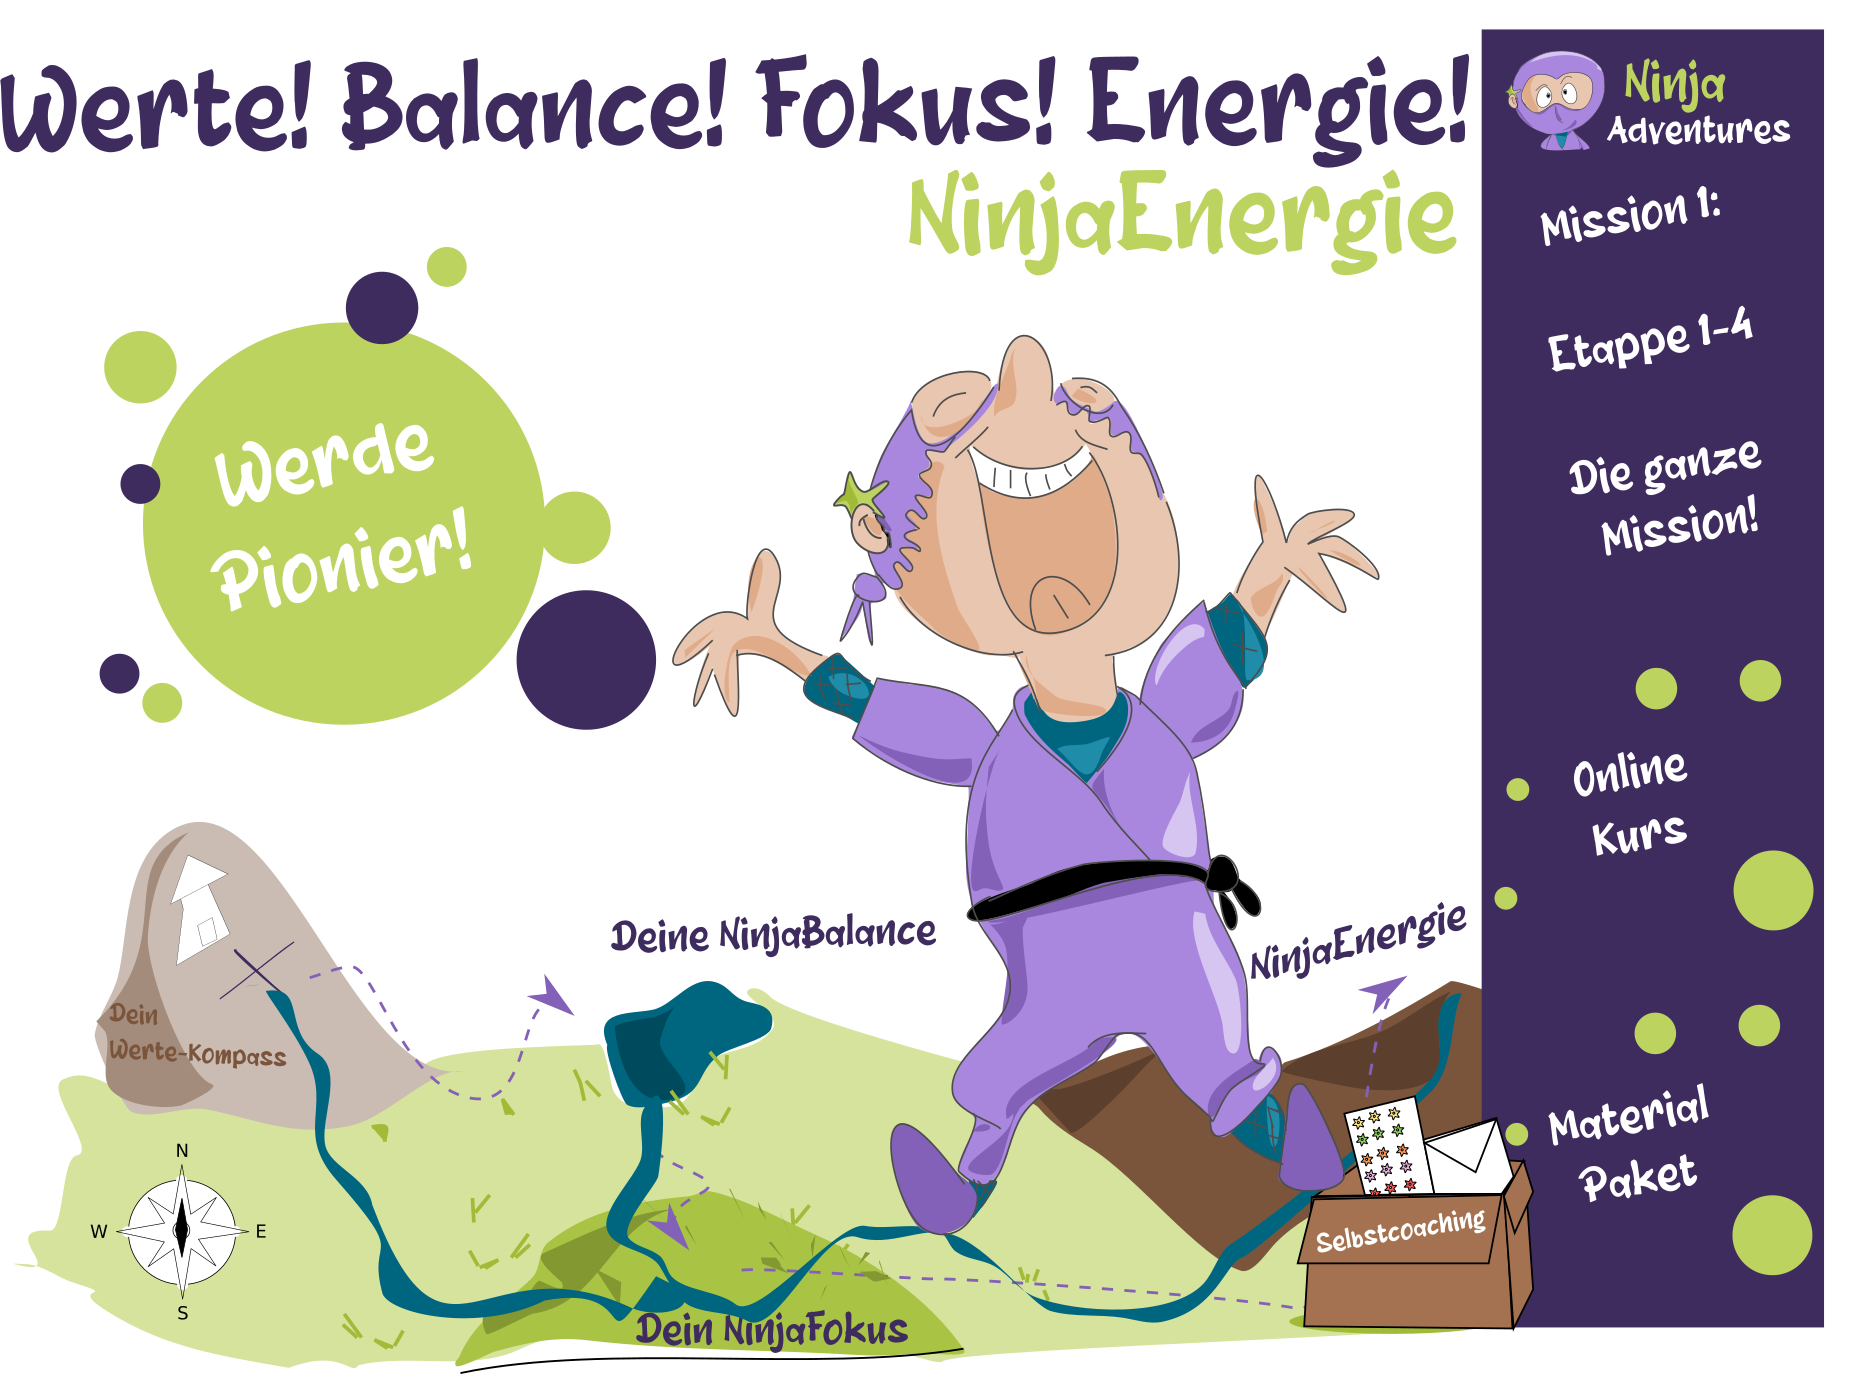 Werte! Balance! Fokus! Energie!
NinjaEnergie
Ninja
Adventures
Mission 1:
Etappe 1-4
Die ganze
Mission!
Werde
Pionier!
Online
Kurs
Deine NinjaBalance
NinjaEnergie
Dein
Werte-Kompass
Material
Paket
N
W
E
S
Selbstcoaching
Dein NinjaFokus